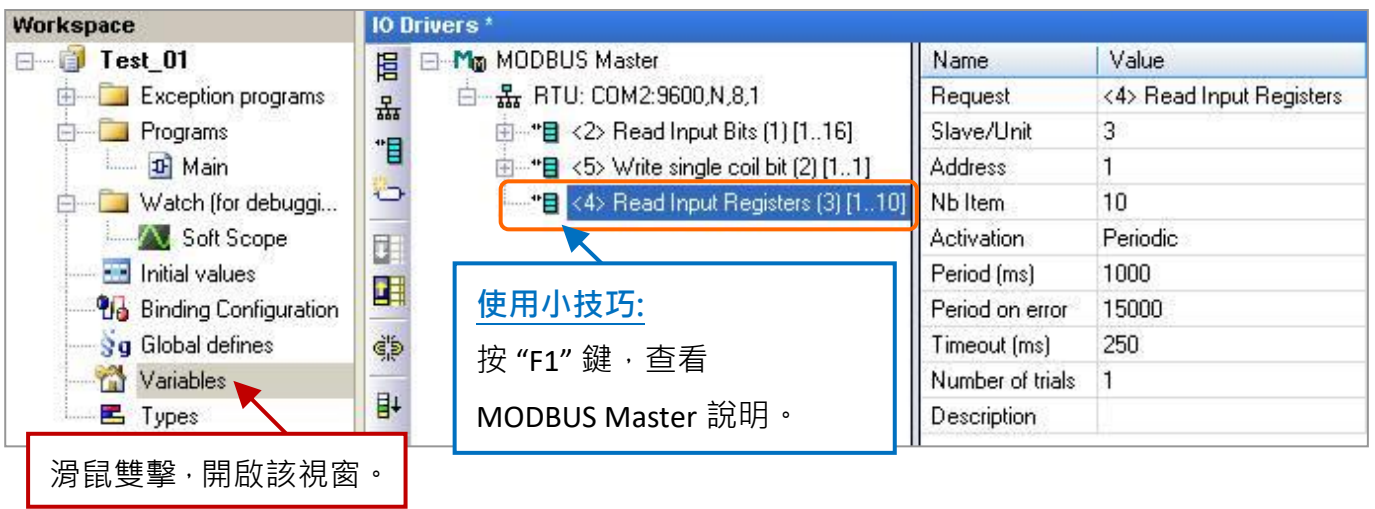 Workspace
Test_01
Exception programs
Programs
Main
Watch (for debuggi...
Soft Scope
Initial values
Binding Configuration
Global defines
Variables
Types
滑鼠雙擊，開啟該視窗。
IO Drivers *
MODBUS Master
RTU: COM2:9600,N,8,1
<2> Read Input Bits (1) [1..16]
<5> Write single coil bit (2) [1..1]
<4> Read Input Registers (3) [1..10]
使用小技巧:
按 “F1” 鍵，查看
MODBUS Master 說明。
Name Value
Request <4> Read Input Registers
Slave/Unit 3
Address 1
Nb Item 10
Activation Periodic
Period (ms) 1000
Period on error 15000
Timeout (ms) 250
Number of trials 1
Description